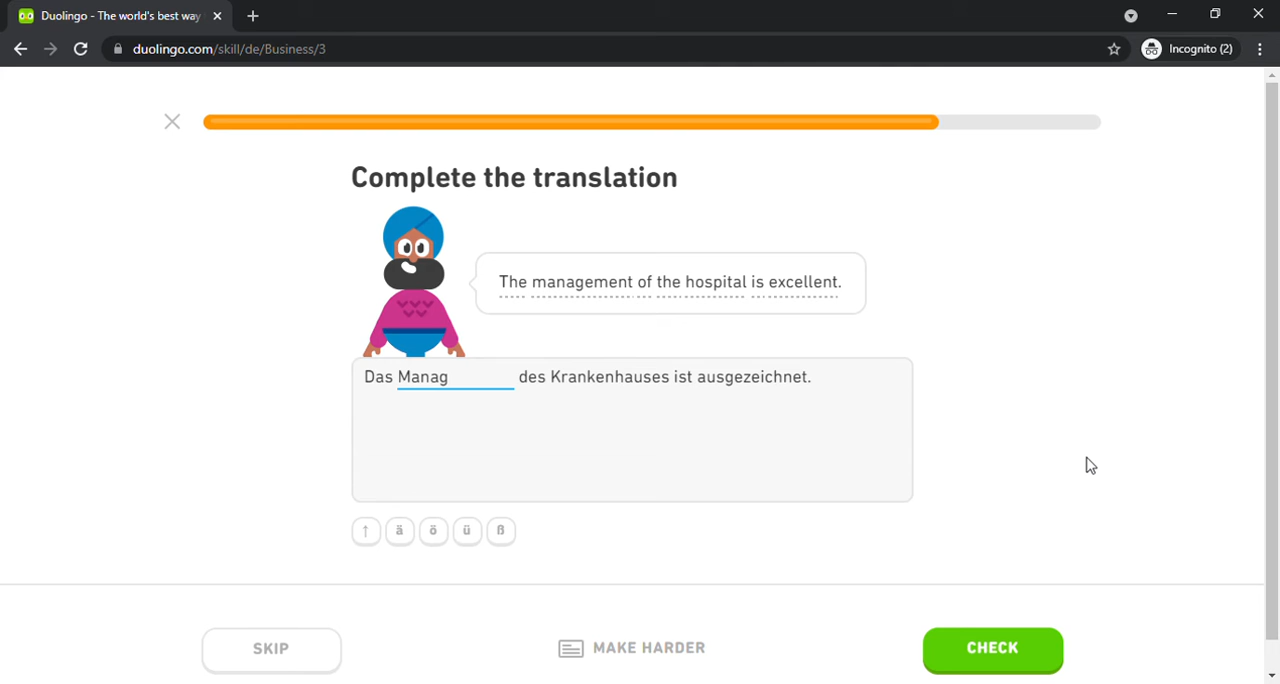 Duolingo - The world's best way
duolingo.com/skill/de/Business/3
Incognito (2)
Complete the translation
The management of the hospital is excellent.
Das Manag des Krankenhauses ist ausgezeichnet.
↑ ä ö ü ß
SKIP MAKE HARDER CHECK